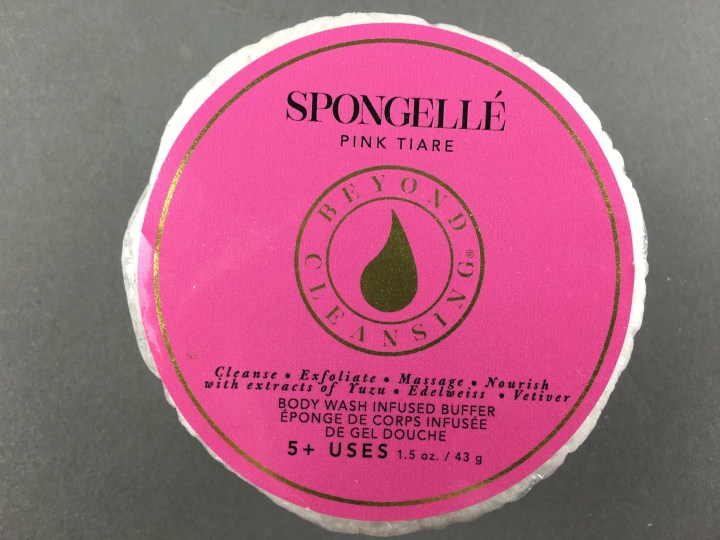 SPONGELLÉ
PINK TIARE
BEYOND
CLEANSING®
Cleanse • Exfoliate • Massage • Nourish
with extracts of Yuzu • Edelweiss • Vetiver
BODY WASH INFUSED BUFFER
ÉPONGE DE CORPS INFUSÉE
DE GEL DOUCHE
5+ USES 1.5 oz. / 43 g